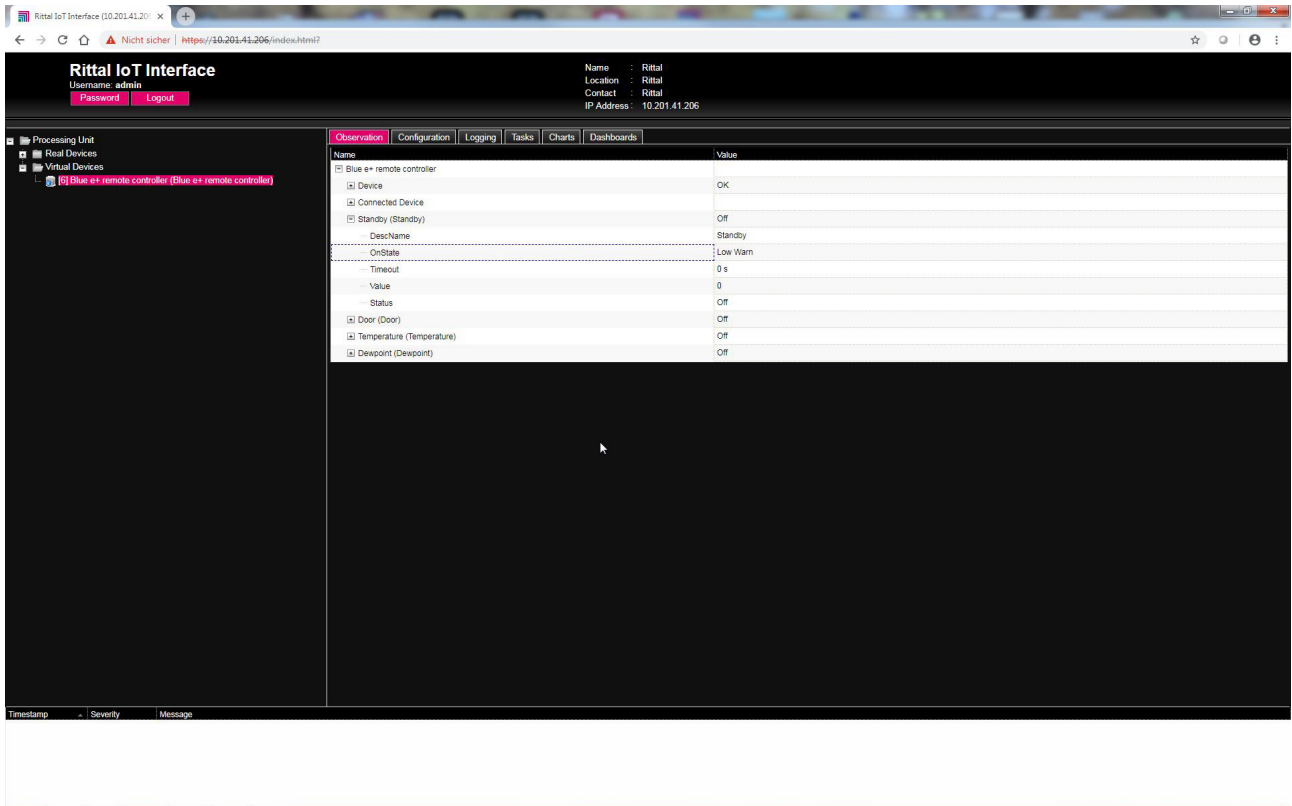 Rittal IoT Interface (10.201.41.20
Nicht sicher | https://10.201.41.206/index.html?
Rittal IoT Interface
Username: admin
Password Logout
Name : Rittal
Location : Rittal
Contact : Rittal
IP Address : 10.201.41.206
Processing Unit
Real Devices
Virtual Devices
[6] Blue e+ remote controller (Blue e+ remote controller)
Observation Configuration Logging Tasks Charts Dashboards
Name Value
Blue e+ remote controller
Device OK
Connected Device
Standby (Standby) Off
DescName Standby
OnState Low Warn
Timeout 0 s
Value 0
Status Off
Door (Door) Off
Temperature (Temperature) Off
Dewpoint (Dewpoint) Off
Timestamp Severity Message